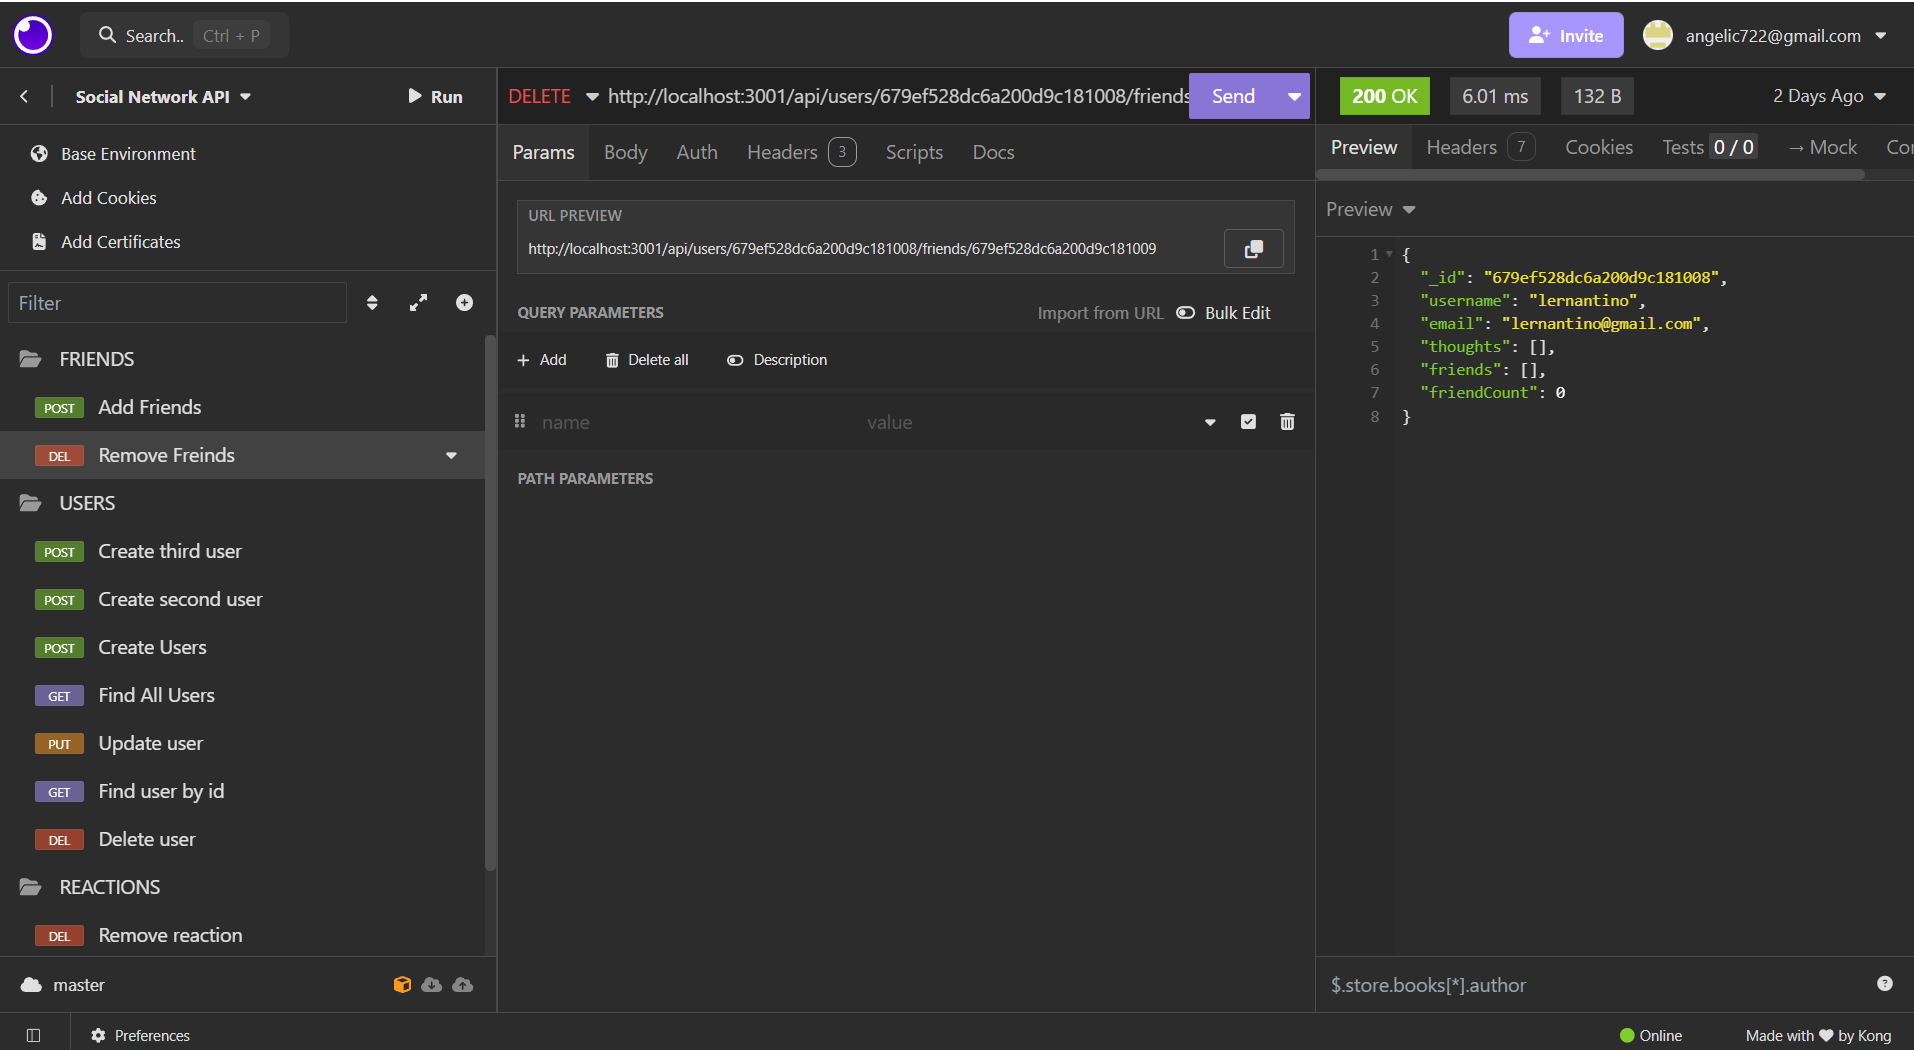 Search.. Ctrl + P
Invite
angelic722@gmail.com
Social Network API
Run
Base Environment
Add Cookies
Add Certificates
Filter
FRIENDS
POST Add Friends
DEL Remove Freinds
USERS
POST Create third user
POST Create second user
POST Create Users
GET Find All Users
PUT Update user
GET Find user by id
DEL Delete user
REACTIONS
DEL Remove reaction
master
DELETE http://localhost:3001/api/users/679ef528dc6a200d9c181008/friends
Send
Params Body Auth Headers 3 Scripts Docs
URL PREVIEW
http://localhost:3001/api/users/679ef528dc6a200d9c181008/friends/679ef528dc6a200d9c181009
QUERY PARAMETERS Import from URL Bulk Edit
Add Delete all Description
name value
PATH PARAMETERS
200 OK 6.01 ms 132 B 2 Days Ago
Preview Headers 7 Cookies Tests 0 / 0 → Mock Cor
Preview
1 {
2 "_id": "679ef528dc6a200d9c181008",
3 "username": "lernantino",
4 "email": "lernantino@gmail.com",
5 "thoughts": [],
6 "friends": [],
7 "friendCount": 0
8 }
$.store.books[*].author
Preferences
Online
Made with ♥ by Kong